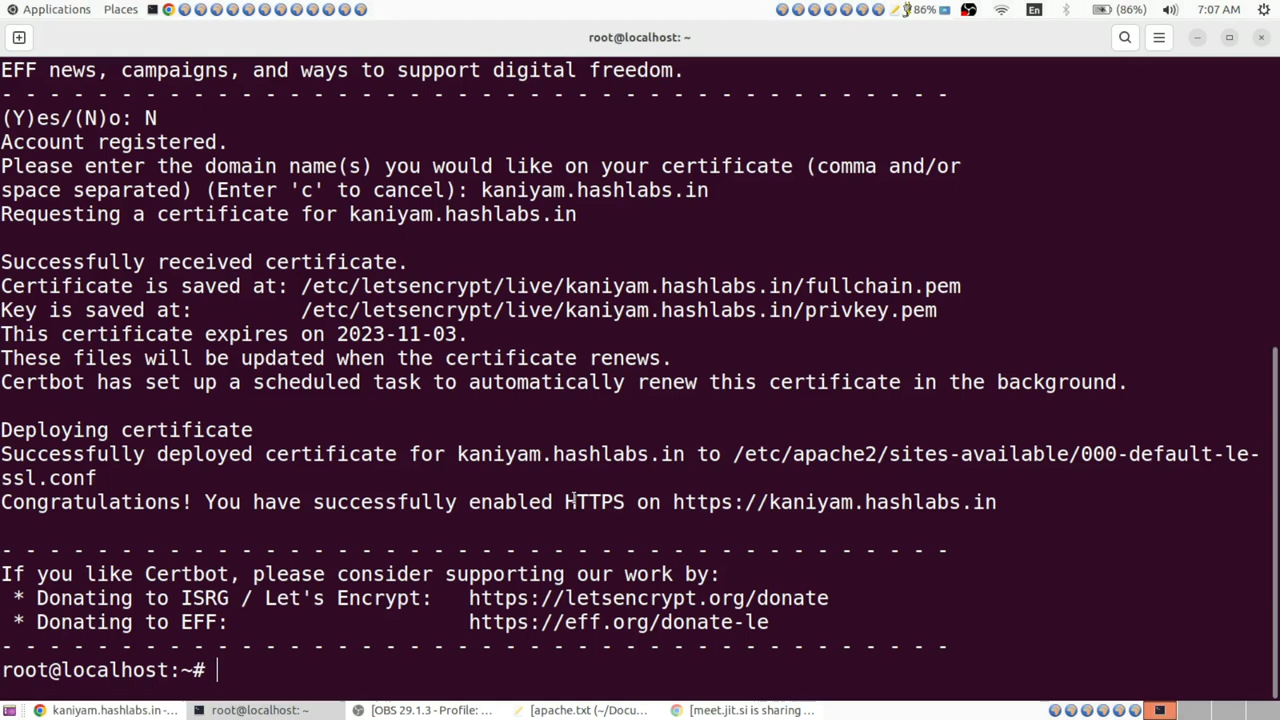 Applications Places 86% En (86%) 7:07 AM
root@localhost: ~
EFF news, campaigns, and ways to support digital freedom.
- - - - - - - - - - - - - - - - - - - - - - - - - - - - - - - - - - - - - - - -
(Y)es/(N)o: N
Account registered.
Please enter the domain name(s) you would like on your certificate (comma and/or
space separated) (Enter 'c' to cancel): kaniyam.hashlabs.in
Requesting a certificate for kaniyam.hashlabs.in
Successfully received certificate.
Certificate is saved at: /etc/letsencrypt/live/kaniyam.hashlabs.in/fullchain.pem
Key is saved at: /etc/letsencrypt/live/kaniyam.hashlabs.in/privkey.pem
This certificate expires on 2023-11-03.
These files will be updated when the certificate renews.
Certbot has set up a scheduled task to automatically renew this certificate in the background.
Deploying certificate
Successfully deployed certificate for kaniyam.hashlabs.in to /etc/apache2/sites-available/000-default-le-
ssl.conf
Congratulations! You have successfully enabled HTTPS on https://kaniyam.hashlabs.in
- - - - - - - - - - - - - - - - - - - - - - - - - - - - - - - - - - - - - - - -
If you like Certbot, please consider supporting our work by:
* Donating to ISRG / Let's Encrypt: https://letsencrypt.org/donate
* Donating to EFF: https://eff.org/donate-le
- - - - - - - - - - - - - - - - - - - - - - - - - - - - - - - - - - - - - - - -
root@localhost:~#
kaniyam.hashlabs.in -... root@localhost: ~ [OBS 29.1.3 - Profile: ... [apache.txt (~/Docu... [meet.jit.si is sharing ...